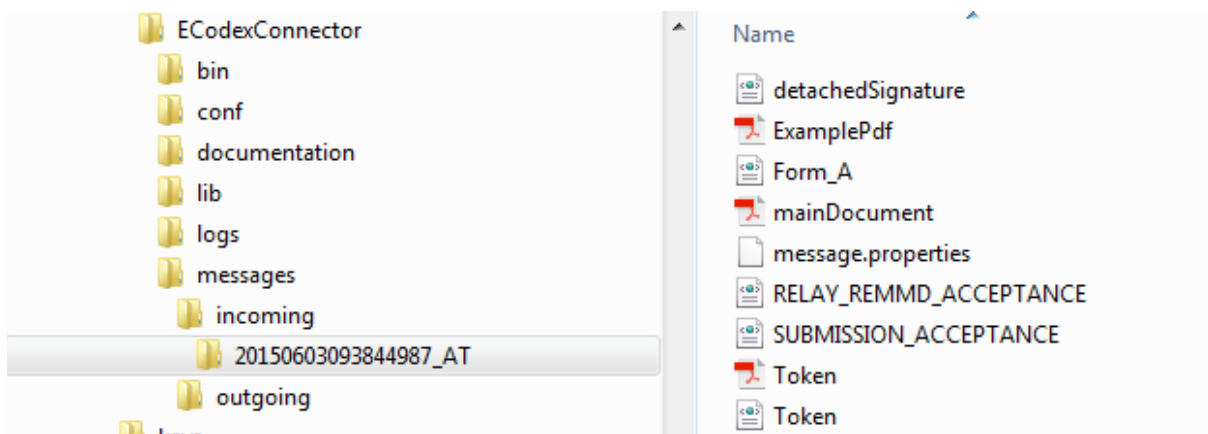 ECodexConnector
bin
conf
documentation
lib
logs
messages
incoming
20150603093844987_AT
outgoing
Name
detachedSignature
ExamplePdf
Form_A
mainDocument
message.properties
RELAY_REMMD_ACCEPTANCE
SUBMISSION_ACCEPTANCE
Token
Token